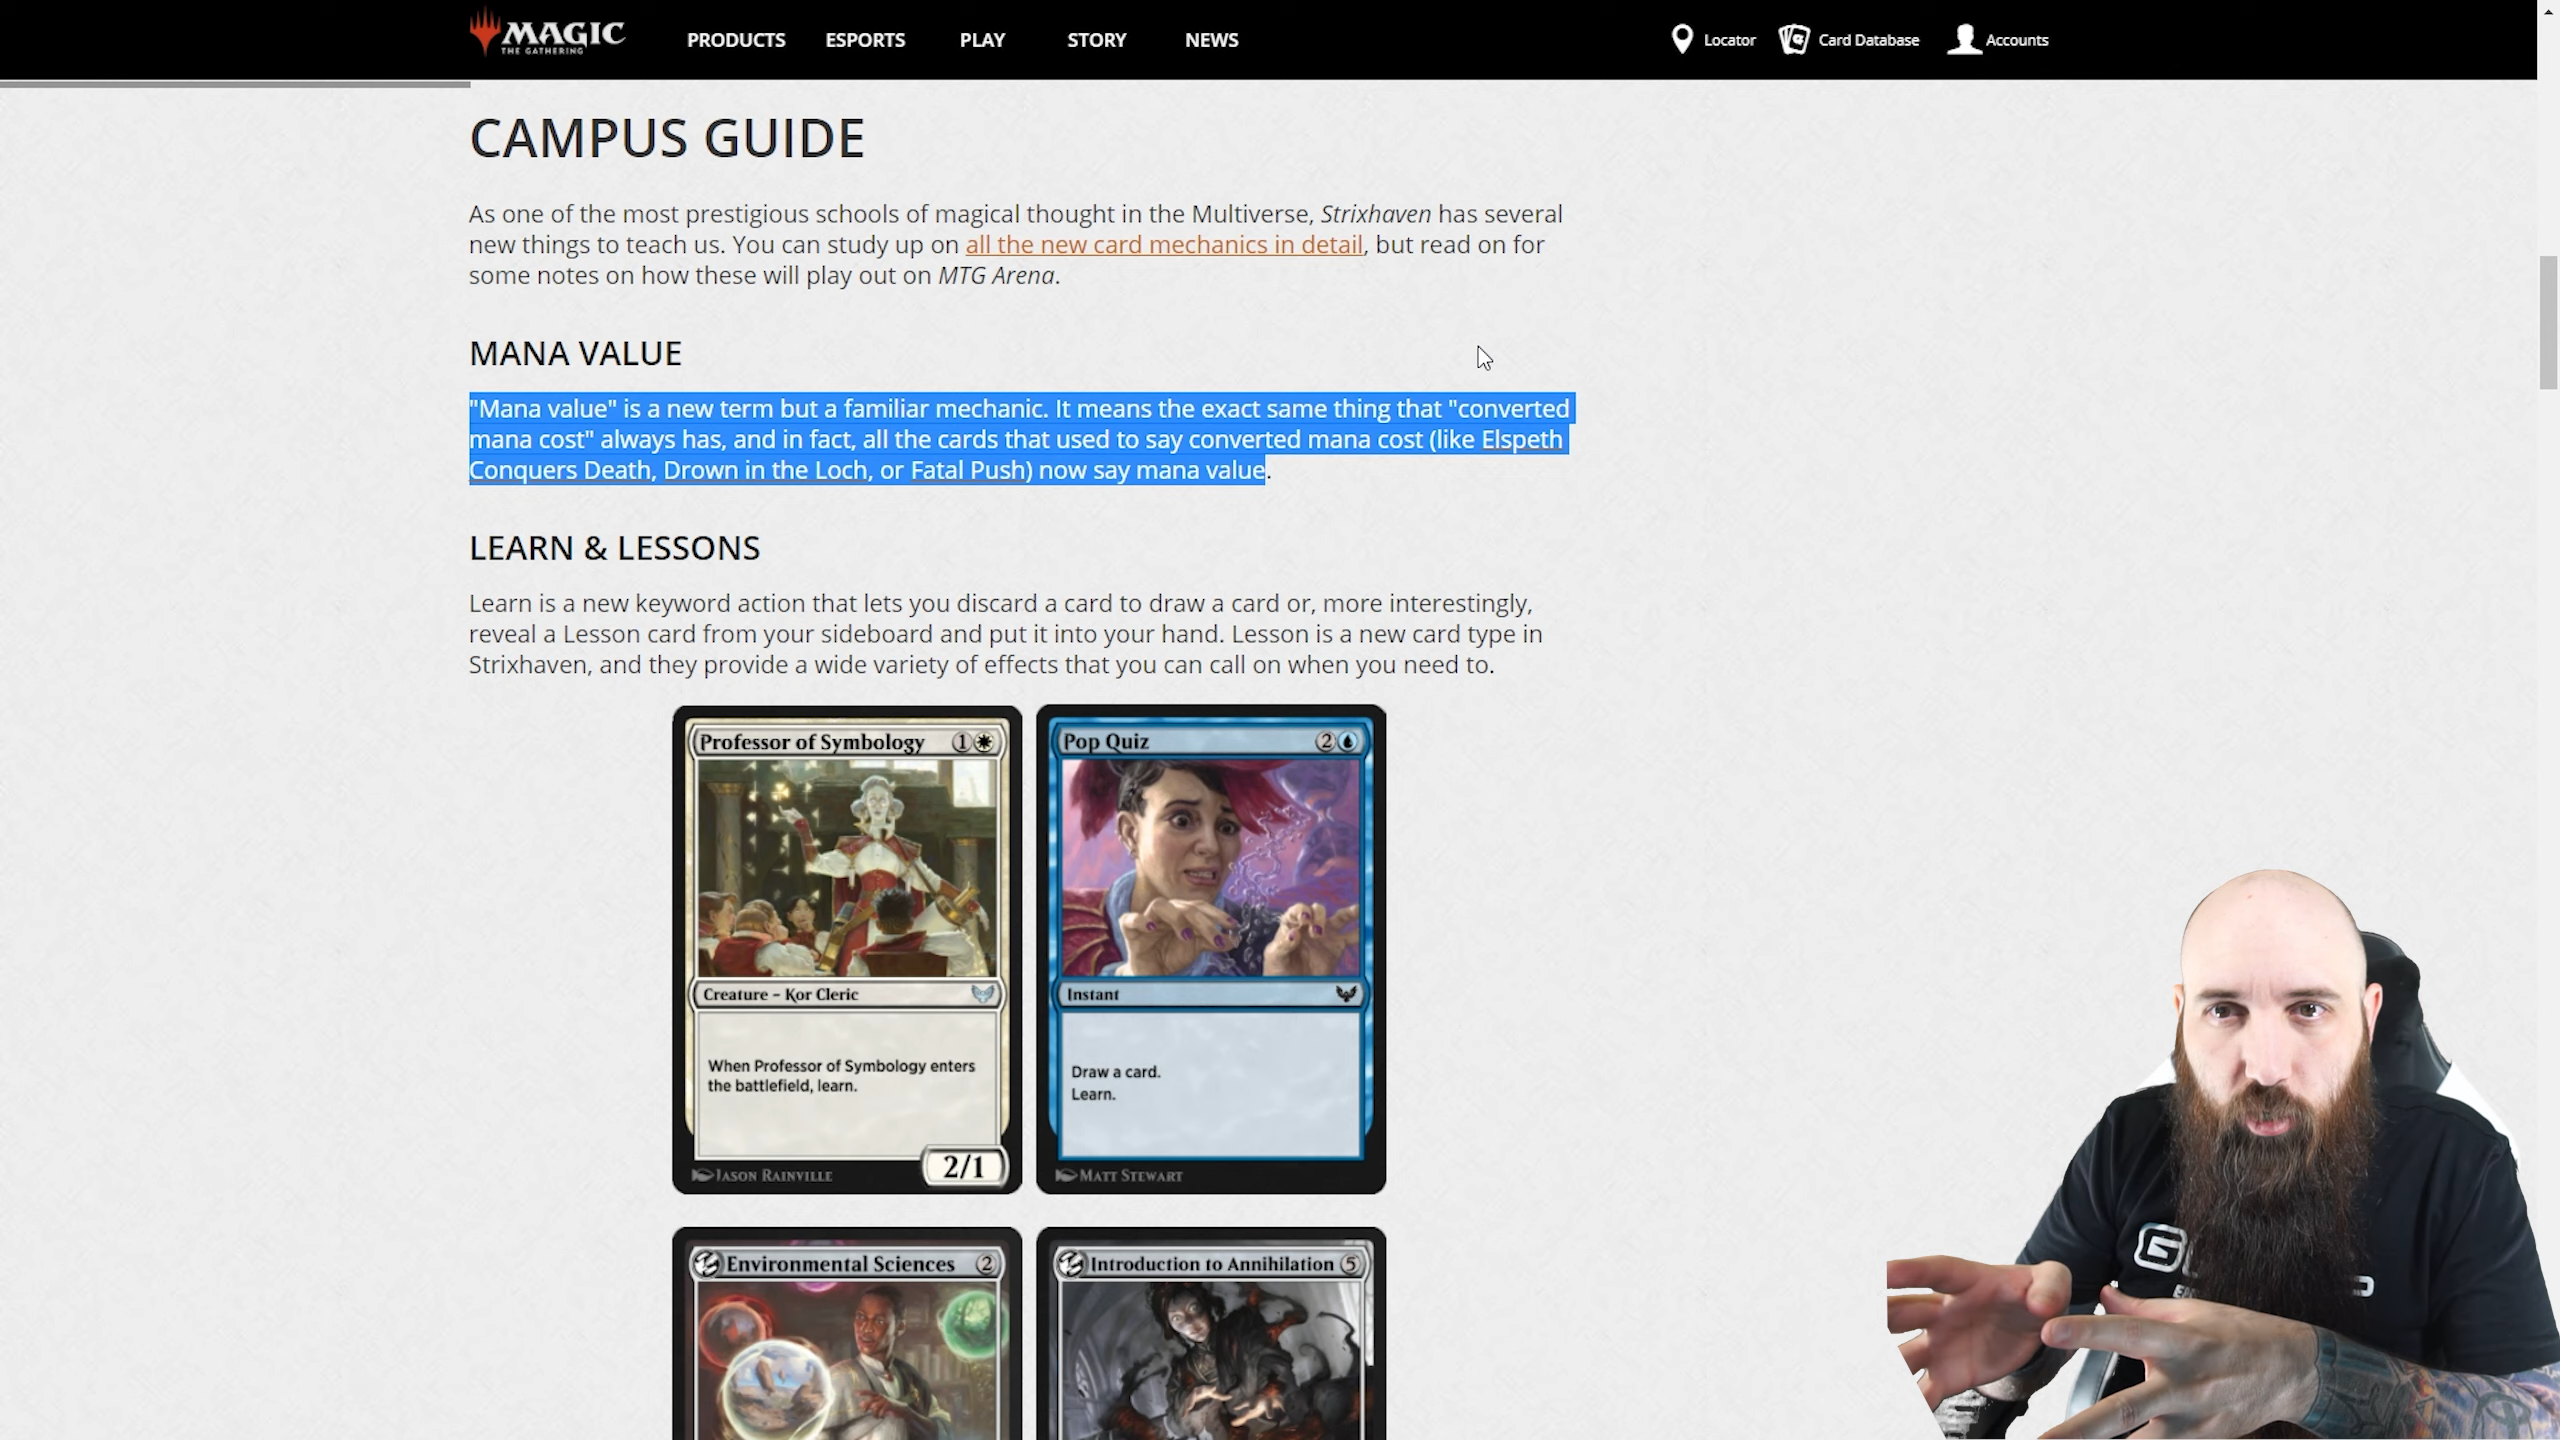 MAGIC
THE GATHERING
PRODUCTS
ESPORTS
PLAY
STORY
NEWS
Locator
Card Database
Accounts
CAMPUS GUIDE
As one of the most prestigious schools of magical thought in the Multiverse, Strixhaven has several
new things to teach us. You can study up on all the new card mechanics in detail, but read on for
some notes on how these will play out on MTG Arena.
MANA VALUE
"Mana value" is a new term but a familiar mechanic. It means the exact same thing that "converted
mana cost" always has, and in fact, all the cards that used to say converted mana cost (like Elspeth
Conquers Death, Drown in the Loch, or Fatal Push) now say mana value.
LEARN & LESSONS
Learn is a new keyword action that lets you discard a card to draw a card or, more interestingly,
reveal a Lesson card from your sideboard and put it into your hand. Lesson is a new card type in
Strixhaven, and they provide a wide variety of effects that you can call on when you need to.
Professor of Symbology 1
Creature – Kor Cleric
When Professor of Symbology enters
the battlefield, learn.
2/1
JASON RAINVILLE
Pop Quiz 2
Instant
Draw a card.
Learn.
MATT STEWART
Environmental Sciences 2
Introduction to Annihilation 5